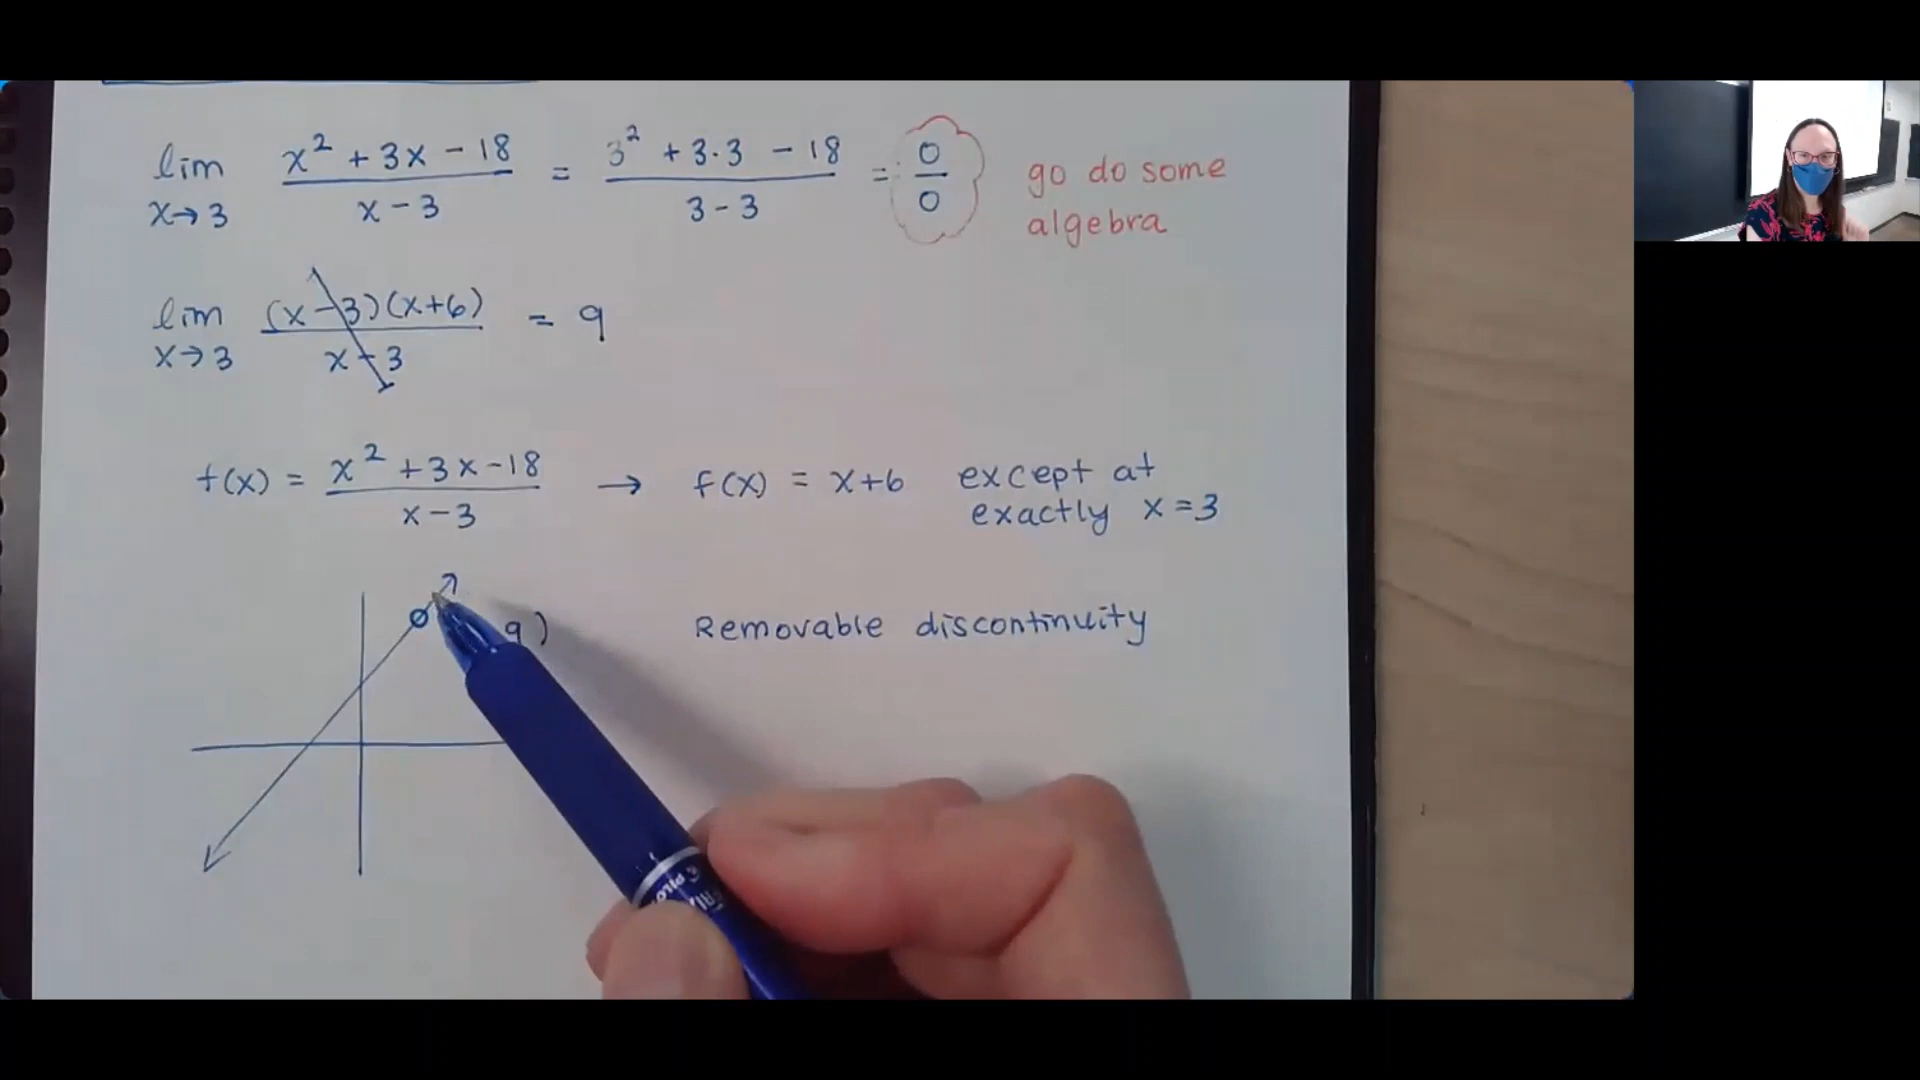 lim x→3 (x² + 3x - 18)/(x - 3) = (3² + 3·3 - 18)/(3 - 3) = 0/0 go do some algebra
lim x→3 (x-3)(x+6)/(x-3) = 9
f(x) = (x² + 3x - 18)/(x - 3) → f(x) = x+6 except at exactly x = 3
9)
Removable discontinuity